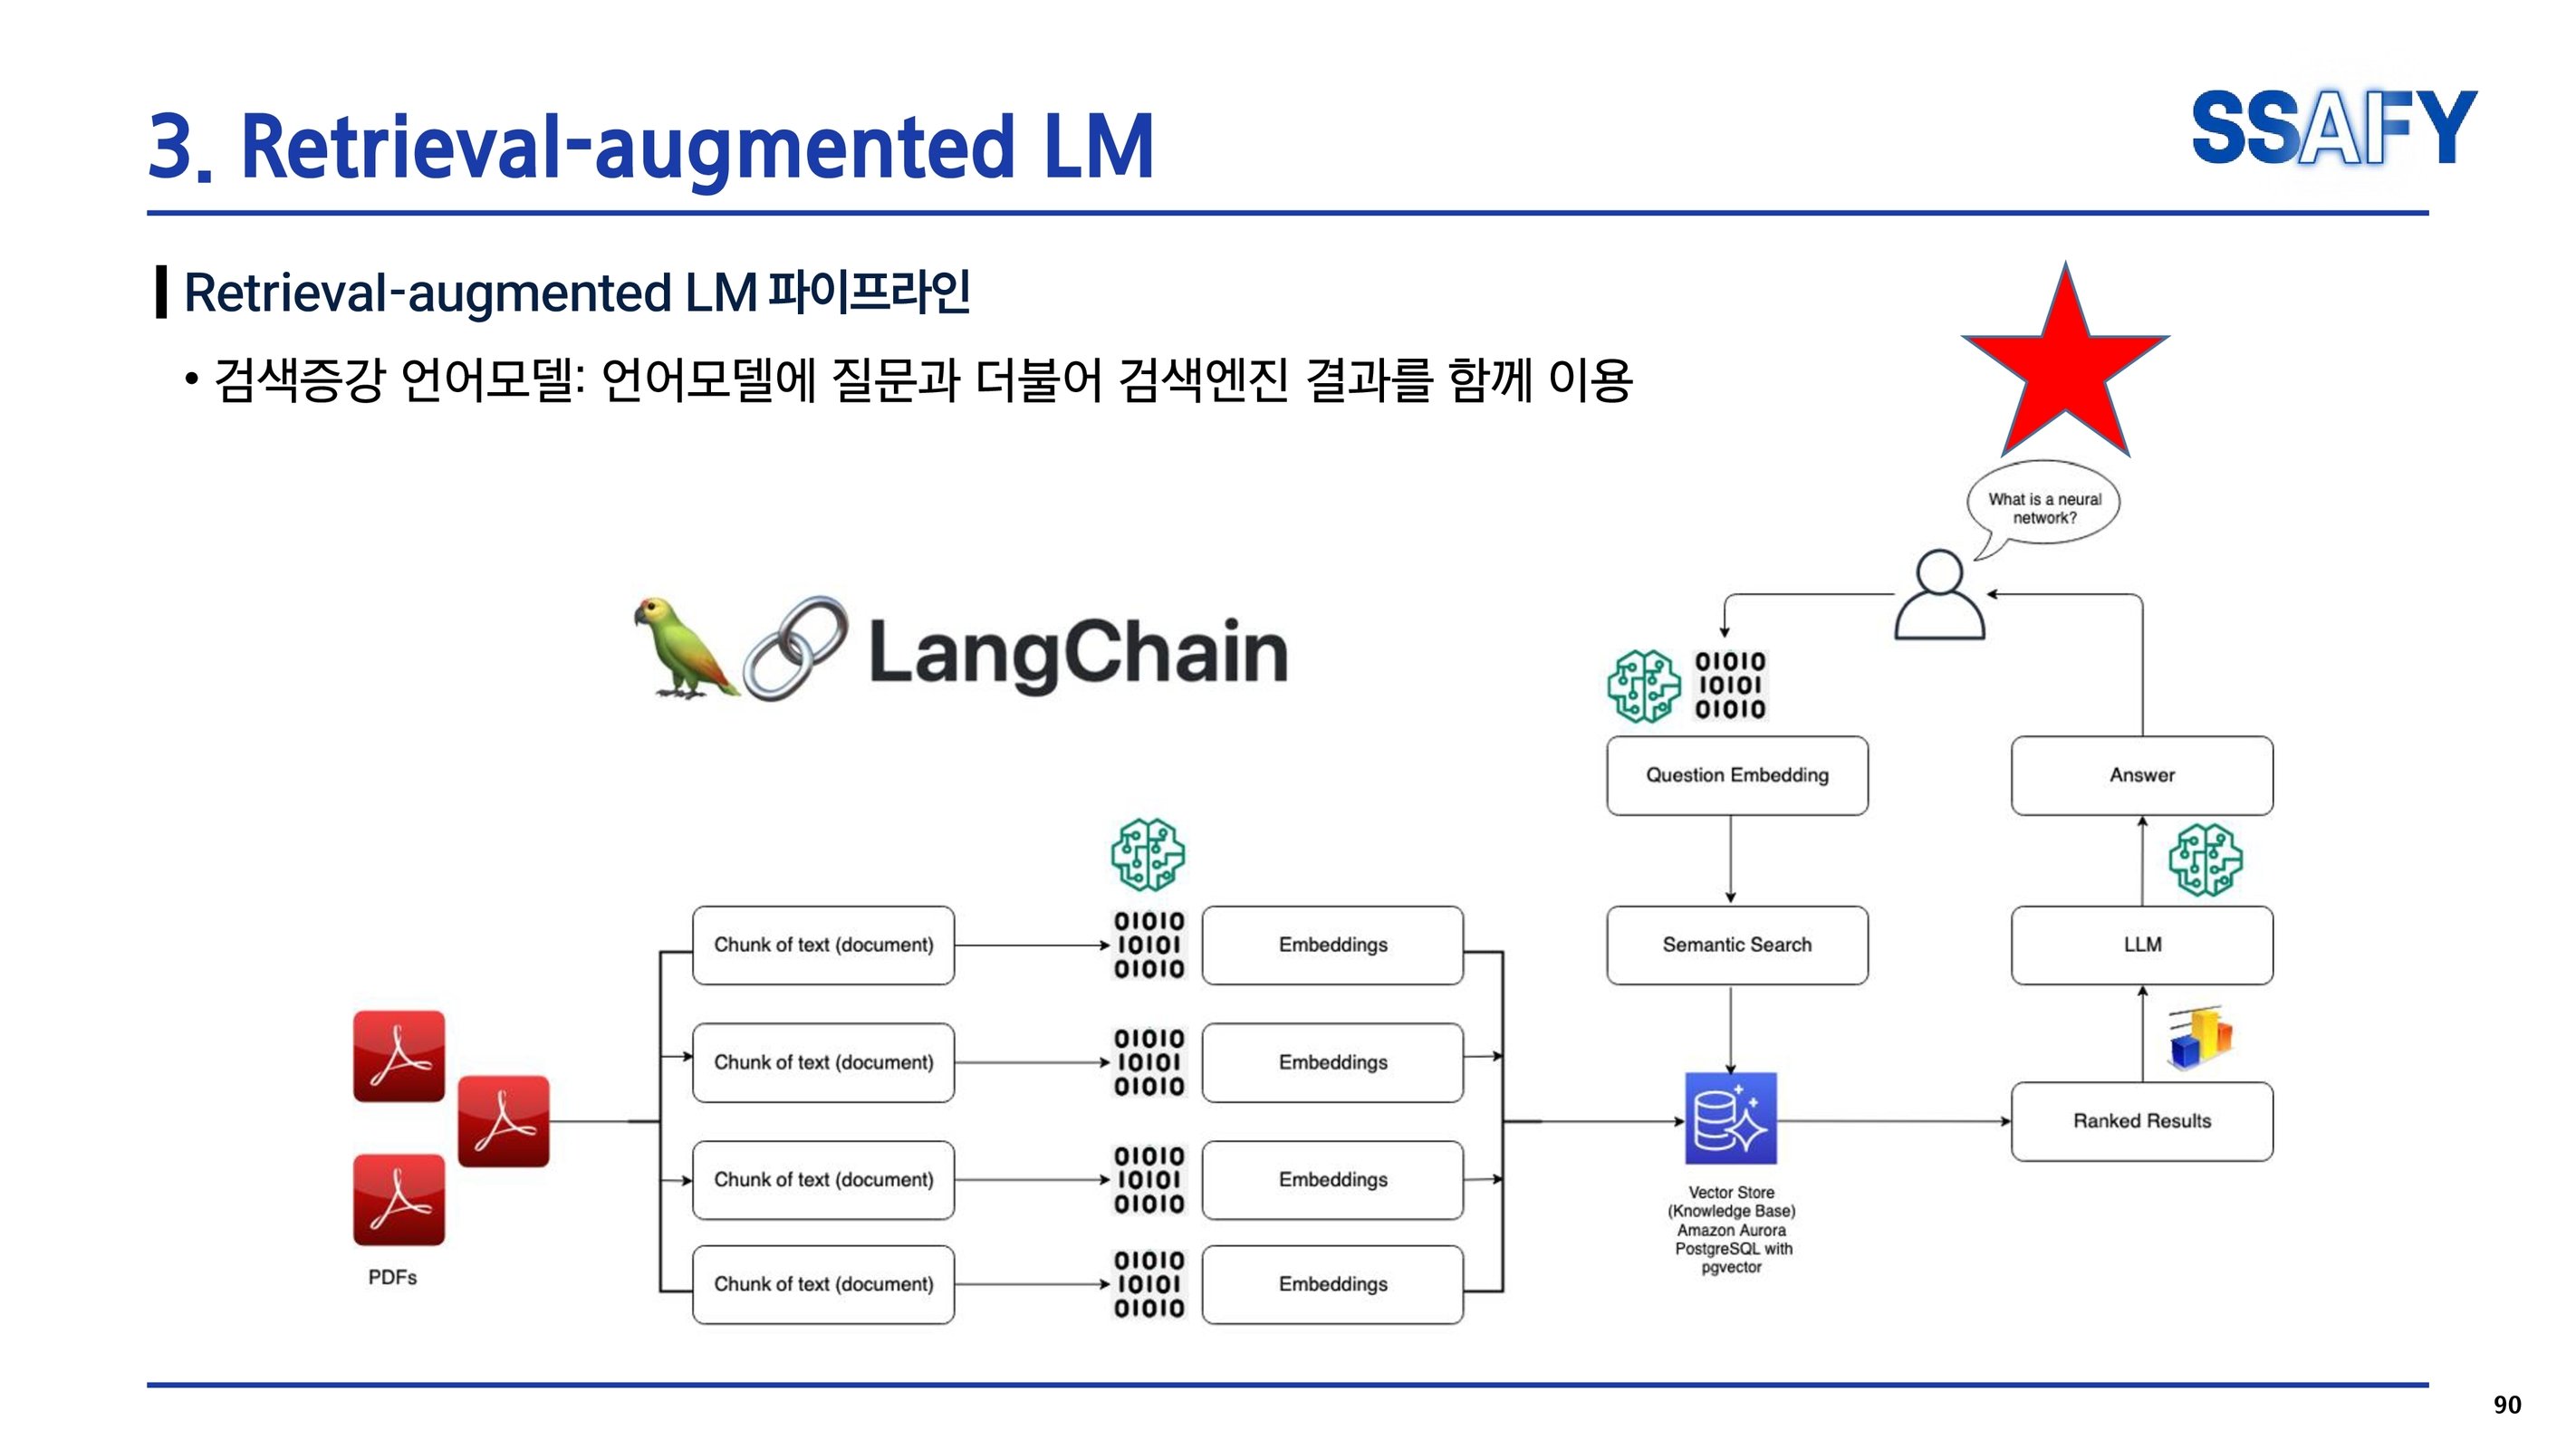 3. Retrieval-augmented LM
SSAFY
Retrieval-augmented LM 파이프라인
• 검색증강 언어모델: 언어모델에 질문과 더불어 검색엔진 결과를 함께 이용
What is a neural
network?
LangChain
01010
10101
01010
Question Embedding
Answer
Chunk of text (document)
01010
10101
01010
Embeddings
Semantic Search
LLM
Chunk of text (document)
01010
10101
01010
Embeddings
Ranked Results
Chunk of text (document)
01010
10101
01010
Embeddings
Vector Store
(Knowledge Base)
Amazon Aurora
PostgreSQL with
pgvector
PDFs
Chunk of text (document)
01010
10101
01010
Embeddings
90